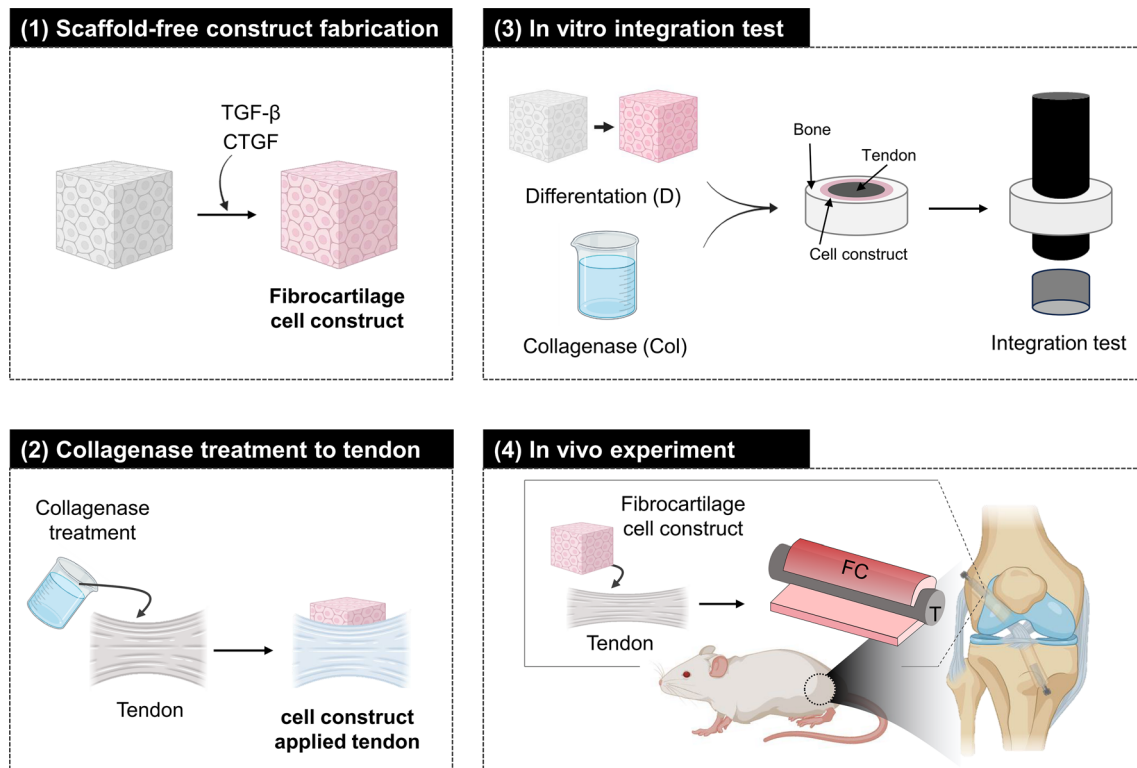 (1) Scaffold-free construct fabrication
TGF-β
CTGF
Fibrocartilage
cell construct
(2) Collagenase treatment to tendon
Collagenase
treatment
Tendon
cell construct
applied tendon
(3) In vitro integration test
Differentation (D)
Collagenase (Col)
Bone
Tendon
Cell construct
Integration test
(4) In vivo experiment
Fibrocartilage
cell construct
Tendon
FC
T